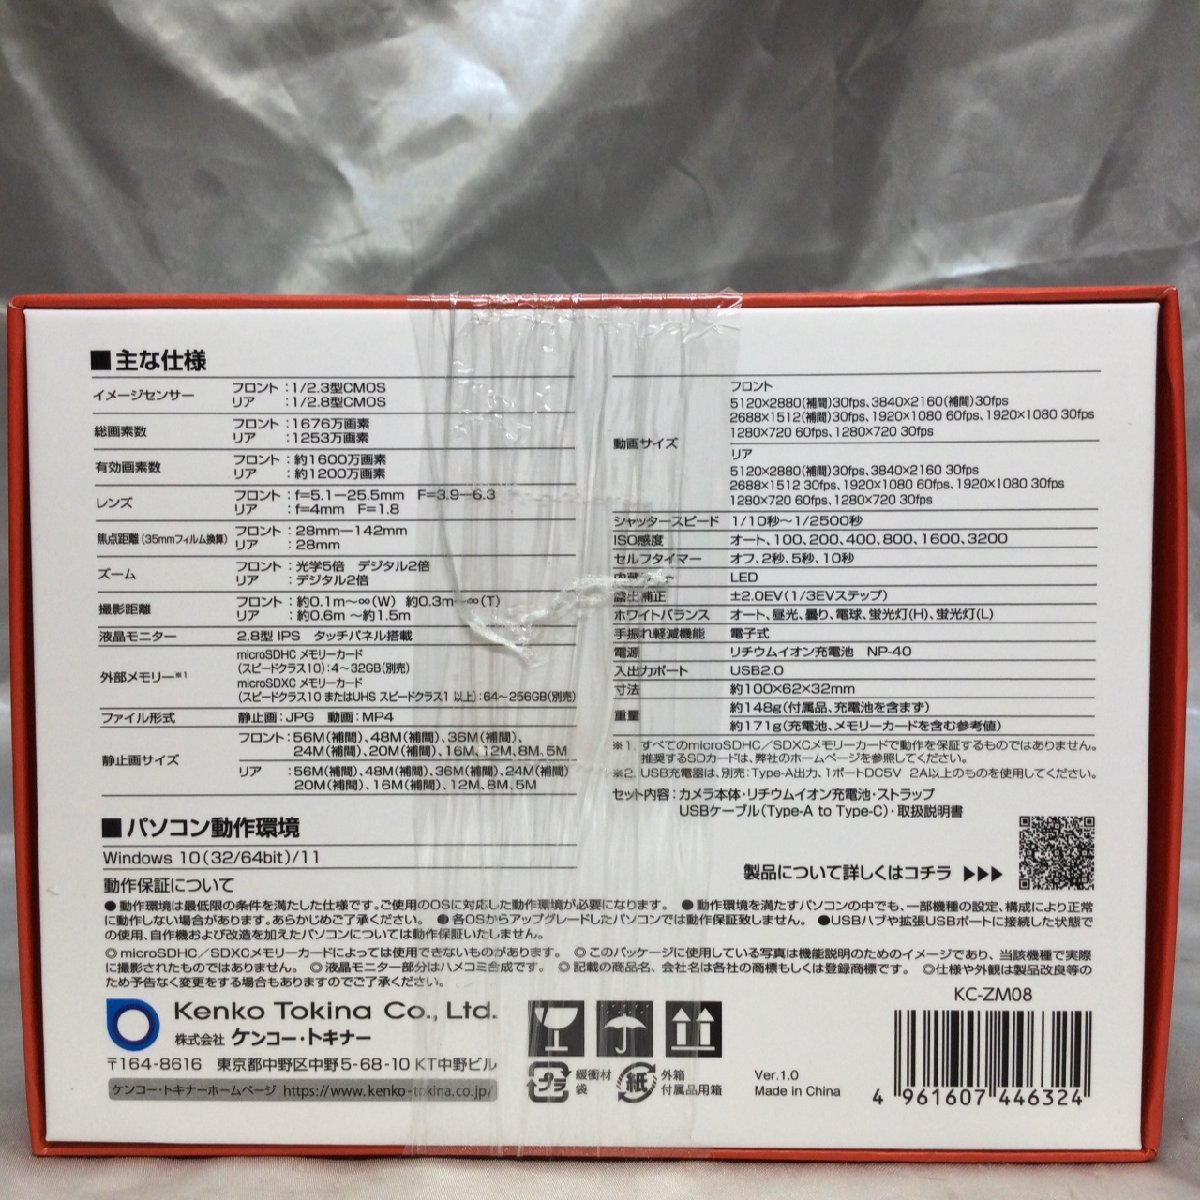 ■主な仕様
イメージセンサー
フロント：1/2.3型CMOS
リア　：1/2.8型CMOS
総画素数
フロント：1676万画素
リア　：1253万画素
有効画素数
フロント：約1600万画素
リア　：約1200万画素
レンズ
フロント：f=5.1－25.5mm　F=3.9－6.3
リア　：f=4mm　F=1.8
焦点距離（35mmフィルム換算）
フロント：28mm－142mm
リア　：28mm
ズーム
フロント：光学5倍　デジタル2倍
リア　：デジタル2倍
撮影距離
フロント：約0.1m～∞（W）　約0.3m～∞（T）
リア　：約0.6m ～約1.5m
液晶モニター
2.8型 IPS　タッチパネル搭載
外部メモリー※1
microSDHC メモリーカード
（スピードクラス10）：4～32GB（別売）
microSDXC メモリーカード
（スピードクラス10 またはUHS スピードクラス1 以上）：64～256GB（別売）
ファイル形式
静止画：JPG　動画：MP4
静止画サイズ
フロント：56M（補間）、48M（補間）、36M（補間）、
24M（補間）、20M（補間）、16M、12M、8M、5M
リア　：56M（補間）、48M（補間）、36M（補間）、24M（補間）
20M（補間）、16M（補間）、12M、8M、5M
動画サイズ
フロント
5120×2880（補間）30fps、3840×2160（補間）30fps
2688×1512（補間）30fps、1920×1080 60fps、1920×1080 30fps
1280×720 60fps、1280×720 30fps
リア
5120×2880（補間）30fps、3840×2160 30fps
2688×1512 30fps、1920×1080 60fps、1920×1080 30fps
1280×720 60fps、1280×720 30fps
シャッタースピード　1/10秒～1/2500秒
ISO感度　オート、100、200、400、800、1600、3200
セルフタイマー　オフ、2秒、5秒、10秒
LED
露出補正　±2.0EV（1/3EVステップ）
ホワイトバランス　オート、昼光、曇り、電球、蛍光灯（H）、蛍光灯（L）
手振れ軽減機能　電子式
電源　リチウムイオン充電池　NP-40
入出力ポート　USB2.0
寸法　約100×62×32mm
重量
約148g（付属品、充電池を含まず）
約171g（充電池、メモリーカードを含む参考値）
※1. すべてのmicroSDHC／SDXCメモリーカードで動作を保証するものではありません。
推奨するSDカードは、弊社のホームページを参照してください。
※2. USB充電器は、別売：Type-A出力、1ポートDC5V　2A以上のものを使用してください。
セット内容：カメラ本体・リチウムイオン充電池・ストラップ
USBケーブル（Type-A to Type-C）・取扱説明書
■パソコン動作環境
Windows 10（32/64bit）/11
製品について詳しくはコチラ ▶▶▶
動作保証について
●動作環境は最低限の条件を満たした仕様です。ご使用のOSに対応した動作環境が必要になります。　●動作環境を満たすパソコンの中でも、一部機種の設定、構成により正常
に動作しない場合があります。あらかじめご了承ください。　●各OSからアップグレードしたパソコンでは動作保証致しません。　●USBハブや拡張USBポートに接続した状態で
の使用、自作機および改造を加えたパソコンについては動作保証いたしません。
◎microSDHC／SDXCメモリーカードによっては使用できないものがあります。　◎このパッケージに使用している写真は機能説明のためのイメージであり、当該機種で実際
に撮影されたものではありません。　◎液晶モニター部分はハメコミ合成です。　◎記載の商品名、会社名は各社の商標もしくは登録商標です。　◎仕様や外観は製品改良等の
ため予告なく変更をする場合もありますのでご了承ください。
Kenko Tokina Co., Ltd.
株式会社 ケンコー・トキナー
〒164-8616　東京都中野区中野5-68-10 KT中野ビル
ケンコー・トキナーホームページ https://www.kenko-tokina.co.jp/
プラ
緩衝材
袋
紙
外箱
付属品用箱
Ver.1.0
Made in China
KC-ZM08
4 961607 446324